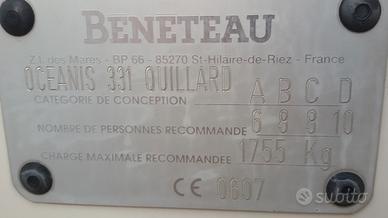 BENETEAU
Z.I. des Mares - BP 66 - 85270 St-Hilaire-de-Riez - France
OCEANIS 331 QUILLARD
CATEGORIE DE CONCEPTION A B C D
NOMBRE DE PERSONNES RECOMMANDE 6 8 8 10
CHARGE MAXIMALE RECOMMANDEE 1755 Kg
CE 0607
subito